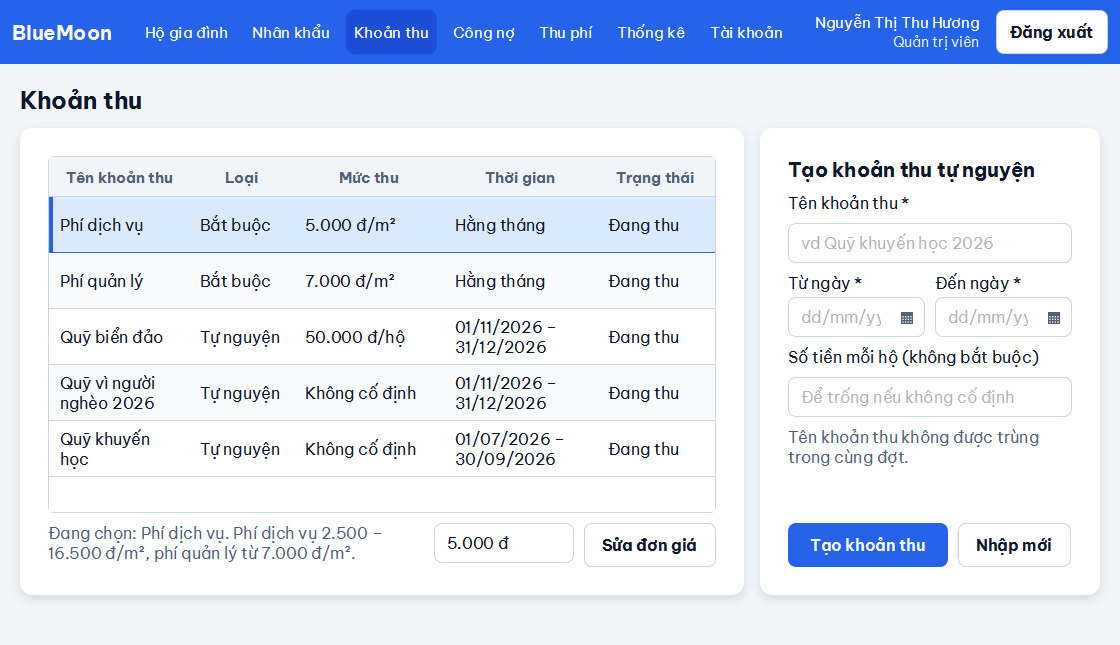 BlueMoon
Hộ gia đình
Nhân khẩu
Khoản thu
Công nợ
Thu phí
Thống kê
Tài khoản
Nguyễn Thị Thu Hương
Quản trị viên
Đăng xuất
Khoản thu
Tên khoản thu Loại Mức thu Thời gian Trạng thái
Phí dịch vụ Bắt buộc 5.000 đ/m² Hằng tháng Đang thu
Phí quản lý Bắt buộc 7.000 đ/m² Hằng tháng Đang thu
Quỹ biển đảo Tự nguyện 50.000 đ/hộ 01/11/2026 – Đang thu
31/12/2026
Quỹ vì người Tự nguyện Không cố định 01/11/2026 – Đang thu
nghèo 2026 31/12/2026
Quỹ khuyến Tự nguyện Không cố định 01/07/2026 – Đang thu
học 30/09/2026
Đang chọn: Phí dịch vụ. Phí dịch vụ 2.500 –
16.500 đ/m², phí quản lý từ 7.000 đ/m².
5.000 đ
Sửa đơn giá
Tạo khoản thu tự nguyện
Tên khoản thu *
vd Quỹ khuyến học 2026
Từ ngày * Đến ngày *
dd/mm/yy dd/mm/yy
Số tiền mỗi hộ (không bắt buộc)
Để trống nếu không cố định
Tên khoản thu không được trùng
trong cùng đợt.
Tạo khoản thu
Nhập mới